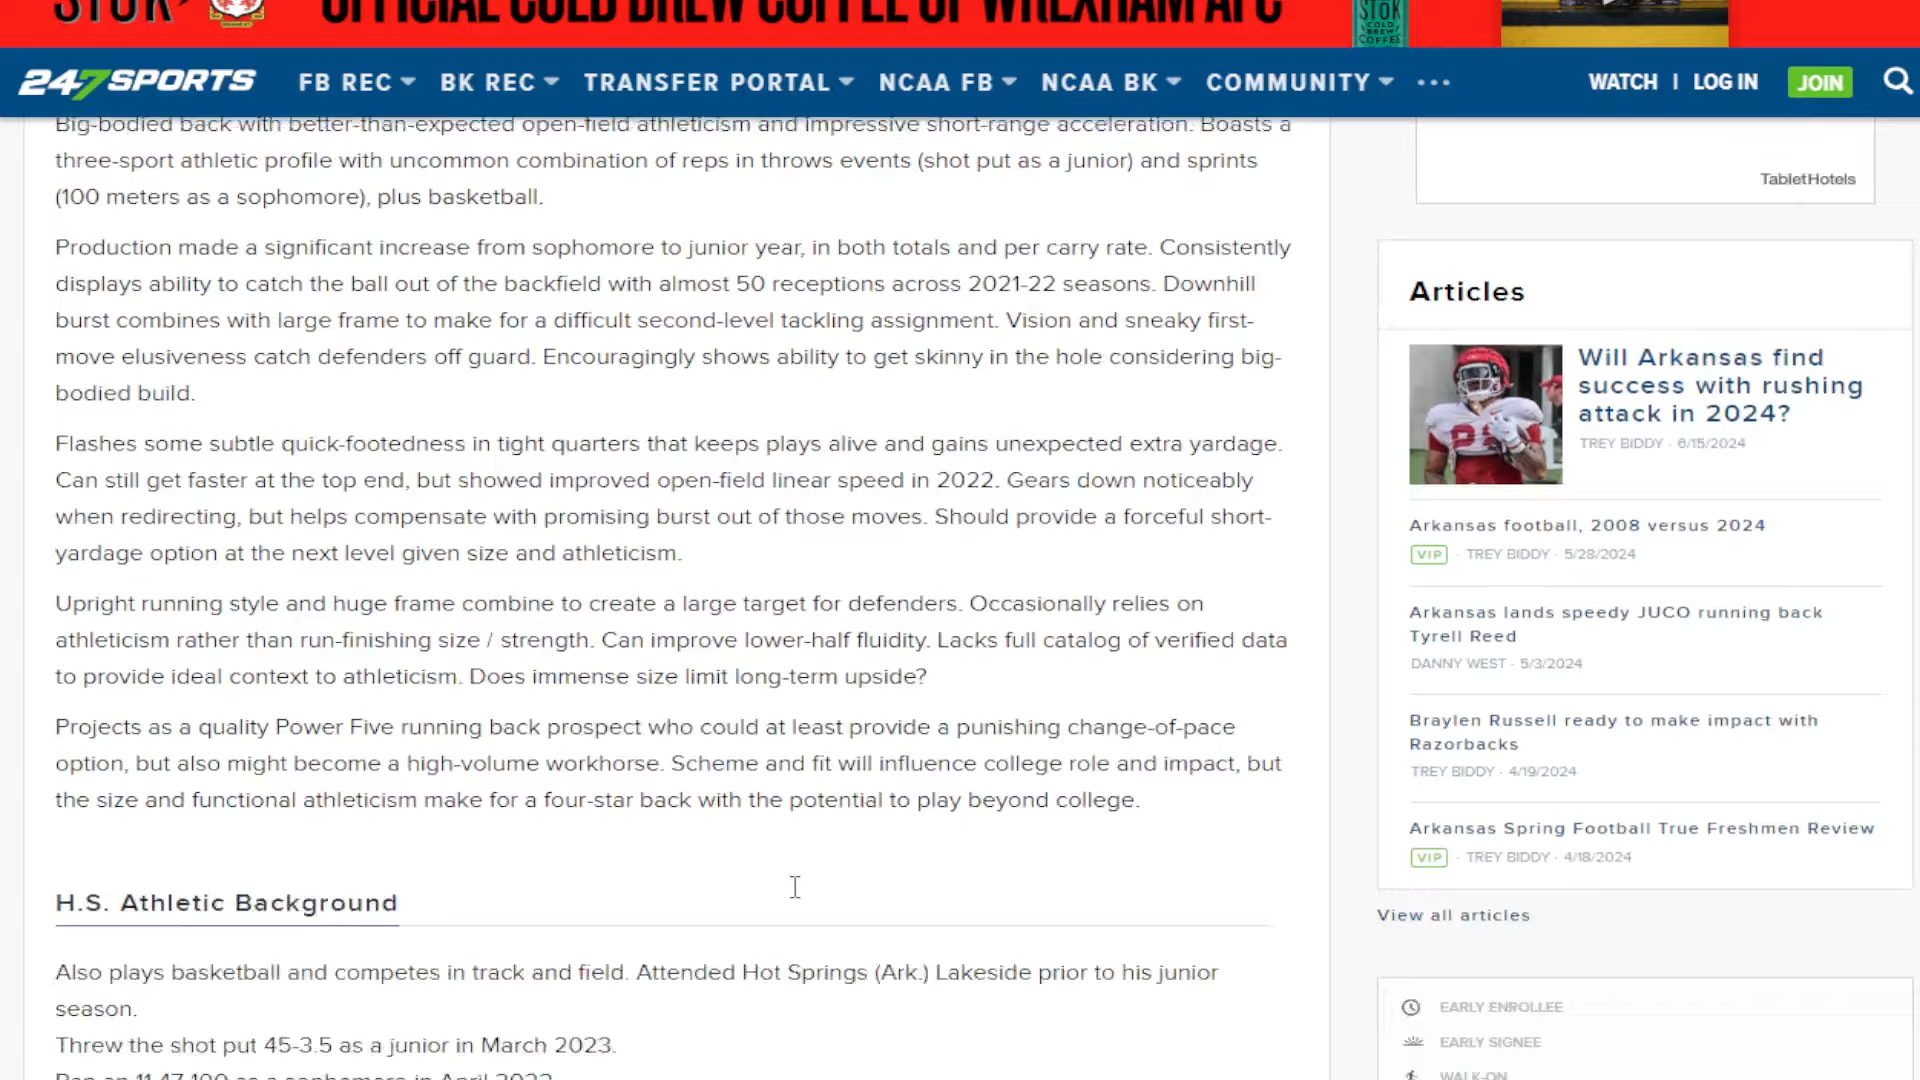 STŌK
OFFICIAL COLD BREW COFFEE OF WREXHAM AFC
STōK
COLD
BREW
COFFEE
247SPORTS
FB REC
BK REC
TRANSFER PORTAL
NCAA FB
NCAA BK
COMMUNITY
WATCH | LOG IN
JOIN
Big-bodied back with better-than-expected open-field athleticism and impressive short-range acceleration. Boasts a
three-sport athletic profile with uncommon combination of reps in throws events (shot put as a junior) and sprints
(100 meters as a sophomore), plus basketball.
Production made a significant increase from sophomore to junior year, in both totals and per carry rate. Consistently
displays ability to catch the ball out of the backfield with almost 50 receptions across 2021-22 seasons. Downhill
burst combines with large frame to make for a difficult second-level tackling assignment. Vision and sneaky first-
move elusiveness catch defenders off guard. Encouragingly shows ability to get skinny in the hole considering big-
bodied build.
Flashes some subtle quick-footedness in tight quarters that keeps plays alive and gains unexpected extra yardage.
Can still get faster at the top end, but showed improved open-field linear speed in 2022. Gears down noticeably
when redirecting, but helps compensate with promising burst out of those moves. Should provide a forceful short-
yardage option at the next level given size and athleticism.
Upright running style and huge frame combine to create a large target for defenders. Occasionally relies on
athleticism rather than run-finishing size / strength. Can improve lower-half fluidity. Lacks full catalog of verified data
to provide ideal context to athleticism. Does immense size limit long-term upside?
Projects as a quality Power Five running back prospect who could at least provide a punishing change-of-pace
option, but also might become a high-volume workhorse. Scheme and fit will influence college role and impact, but
the size and functional athleticism make for a four-star back with the potential to play beyond college.
H.S. Athletic Background
Also plays basketball and competes in track and field. Attended Hot Springs (Ark.) Lakeside prior to his junior
season.
Threw the shot put 45-3.5 as a junior in March 2023.
Ran an 11.47 100 as a sophomore in April 2022.
TabletHotels
Articles
Will Arkansas find
success with rushing
attack in 2024?
TREY BIDDY · 6/15/2024
Arkansas football, 2008 versus 2024
VIP · TREY BIDDY · 5/28/2024
Arkansas lands speedy JUCO running back
Tyrell Reed
DANNY WEST · 5/3/2024
Braylen Russell ready to make impact with
Razorbacks
TREY BIDDY · 4/19/2024
Arkansas Spring Football True Freshmen Review
VIP · TREY BIDDY · 4/18/2024
View all articles
EARLY ENROLLEE
EARLY SIGNEE
WALK-ON